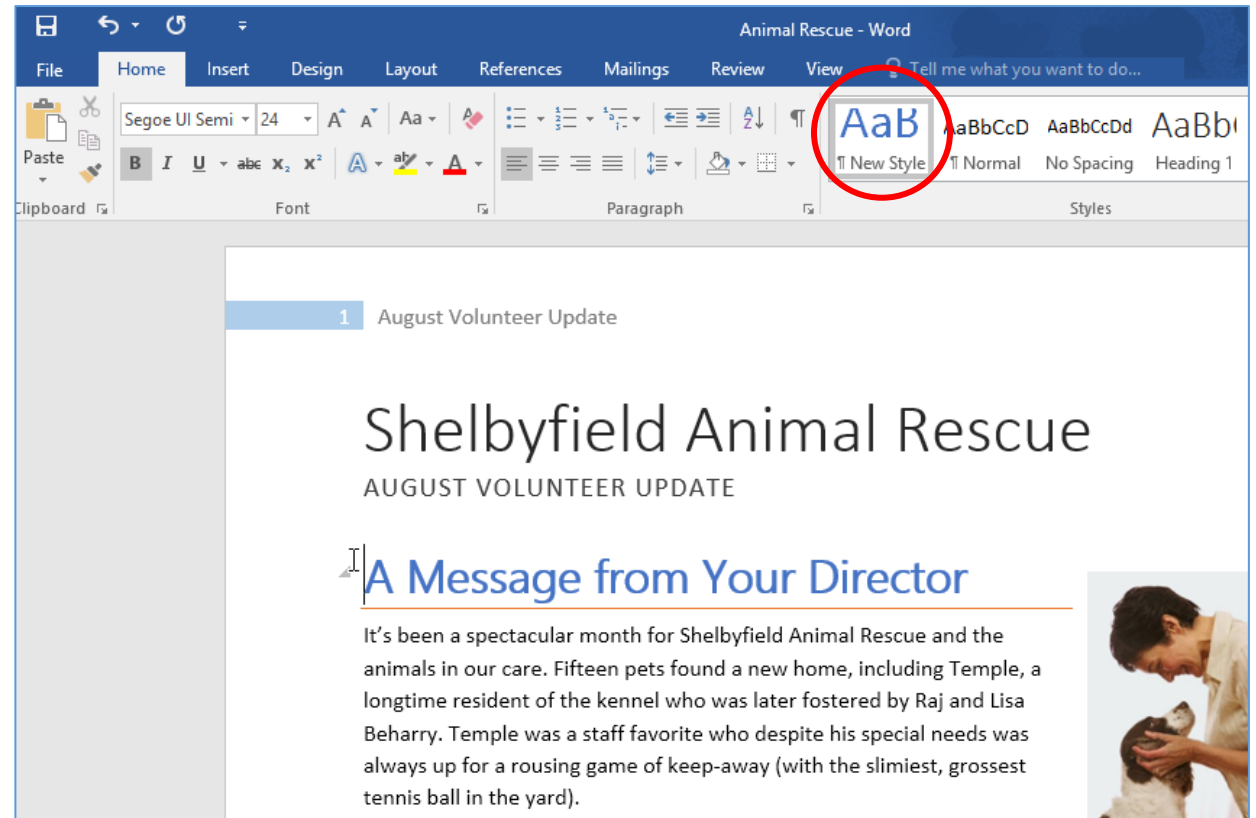 Animal Rescue - Word
File Home Insert Design Layout References Mailings Review View Tell me what you want to do...
Segoe UI Semi 24 A A Aa AaB AaBbCcD AaBbCcDd AaBb(
Paste B I U abc x₂ x² A aby A ¶ New Style ¶ Normal No Spacing Heading 1
Clipboard Font Paragraph Styles
1 August Volunteer Update
Shelbyfield Animal Rescue
AUGUST VOLUNTEER UPDATE
A Message from Your Director
It’s been a spectacular month for Shelbyfield Animal Rescue and the
animals in our care. Fifteen pets found a new home, including Temple, a
longtime resident of the kennel who was later fostered by Raj and Lisa
Beharry. Temple was a staff favorite who despite his special needs was
always up for a rousing game of keep-away (with the slimiest, grossest
tennis ball in the yard).